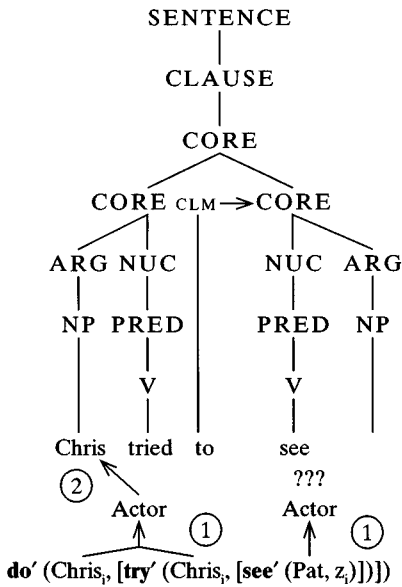 SENTENCE
CLAUSE
CORE
CORE CLM CORE
ARG NUC NUC ARG
NP PRED PRED NP
V V
Chris tried to see
② ???
Actor ① Actor ①
do′ (Chrisᵢ, [try′ (Chrisᵢ, [see′ (Pat, zᵢ)])])